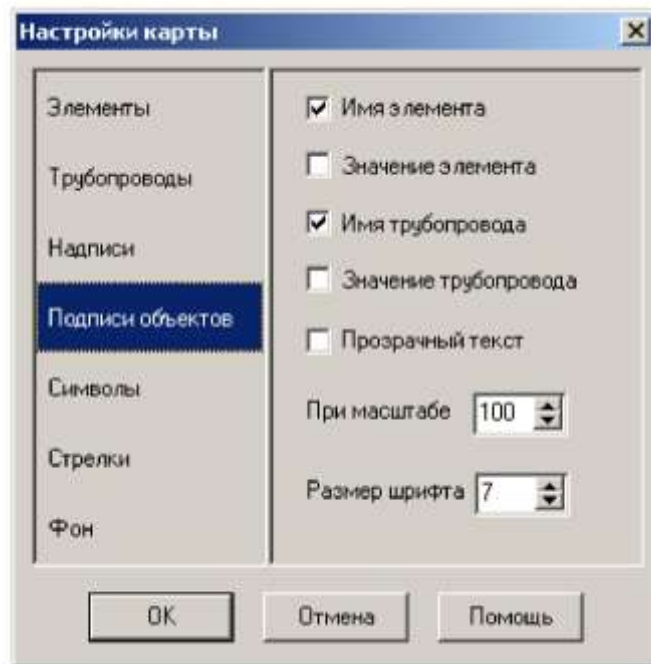 Настройки карты
Элементы
Трубопроводы
Надписи
Подписи объектов
Символы
Стрелки
Фон
Имя элемента
Значение элемента
Имя трубопровода
Значение трубопровода
Прозрачный текст
При масштабе 100
Размер шрифта 7
ОК Отмена Помощь